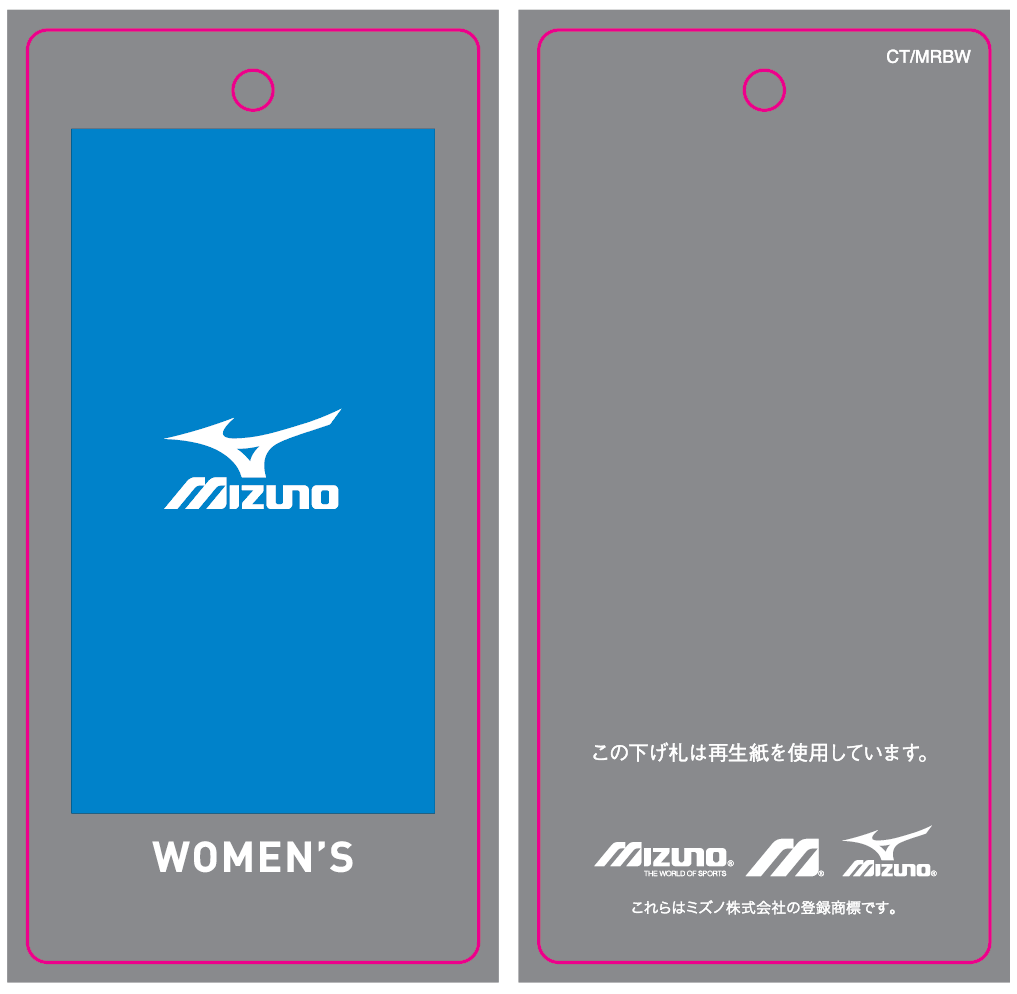 MIZUNO
WOMEN'S
CT/MRBW
この下げ札は再生紙を使用しています。
MIZUNO® M® MIZUNO®
THE WORLD OF SPORTS
これらはミズノ株式会社の登録商標です。